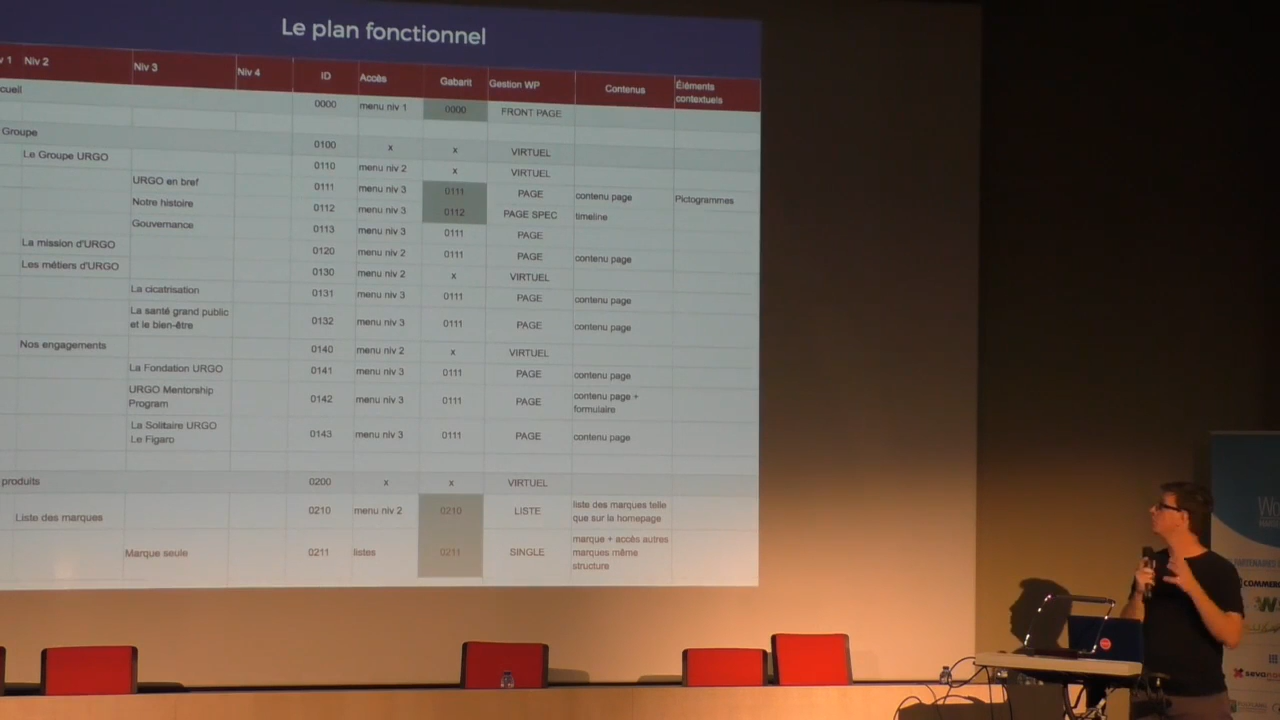 Le plan fonctionnel
Niv 2 Niv 3 Niv 4 ID Accès Gabarit Gestion WP Contenus Éléments
contextuels
0000 menu niv 1 0000 FRONT PAGE
Groupe 0100 x x VIRTUEL
Le Groupe URGO 0110 menu niv 2 x VIRTUEL
URGO en bref 0111 menu niv 3 0111 PAGE contenu page Pictogrammes
Notre histoire 0112 menu niv 3 0112 PAGE SPEC timeline
Gouvernance 0113 menu niv 3 0111 PAGE
La mission d'URGO 0120 menu niv 2 0111 PAGE contenu page
Les métiers d'URGO 0130 menu niv 2 x VIRTUEL
La cicatrisation 0131 menu niv 3 0111 PAGE contenu page
La santé grand public
et le bien-être 0132 menu niv 3 0111 PAGE contenu page
Nos engagements 0140 menu niv 2 x VIRTUEL
La Fondation URGO 0141 menu niv 3 0111 PAGE contenu page
URGO Mentorship
Program 0142 menu niv 3 0111 PAGE contenu page +
formulaire
La Solitaire URGO
Le Figaro 0143 menu niv 3 0111 PAGE contenu page
produits 0200 x x VIRTUEL
Liste des marques 0210 menu niv 2 0210 LISTE liste des marques telle
que sur la homepage
Marque seule 0211 listes 0211 SINGLE marque + accès autres
marques même
structure